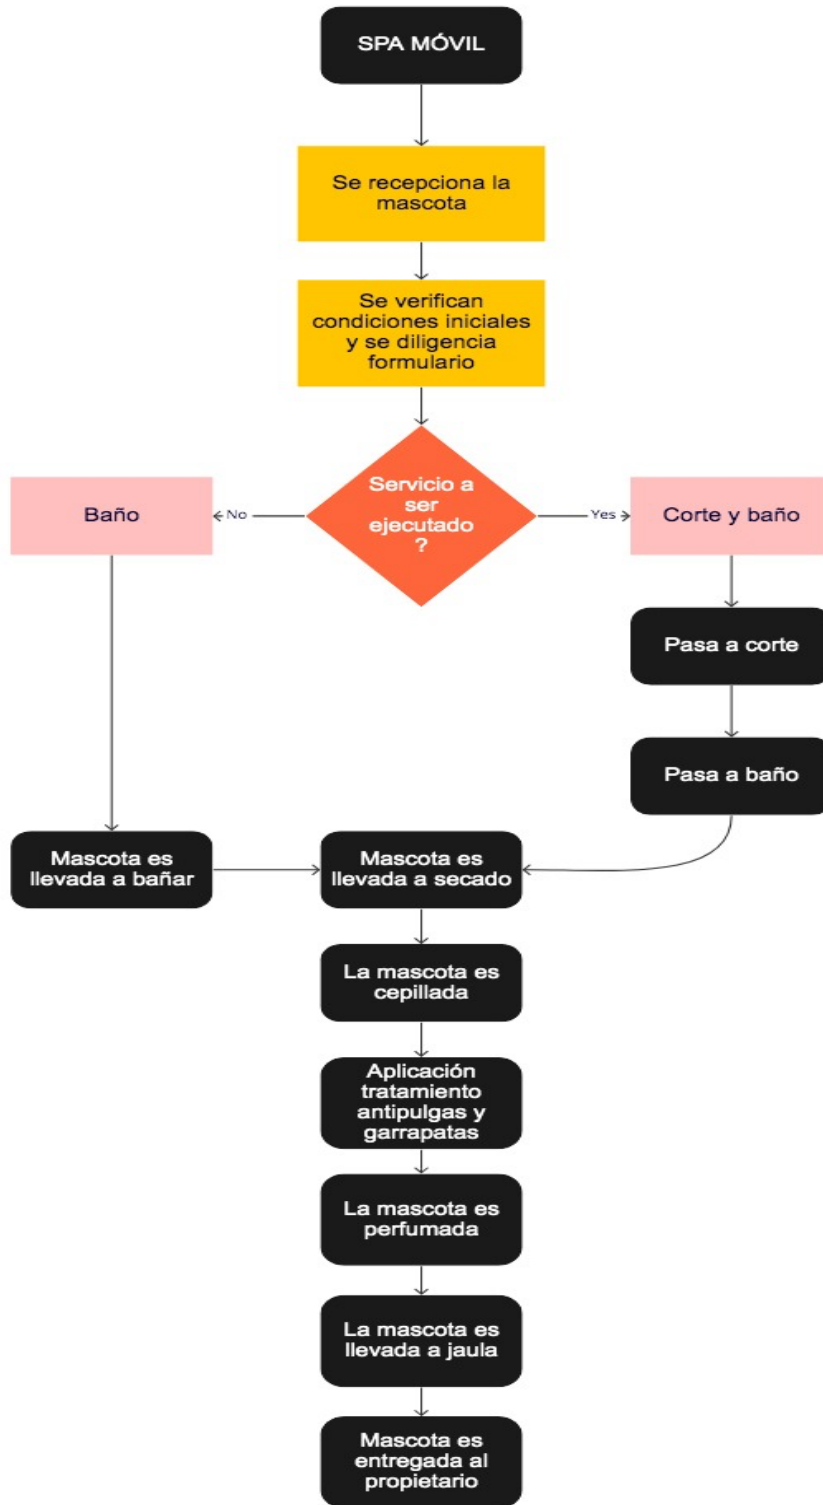 SPA MÓVIL
Se recepciona la
mascota
Se verifican
condiciones iniciales
y se diligencia
formulario
Servicio a
ser
ejecutado
?
Baño
No
Yes
Corte y baño
Pasa a corte
Pasa a baño
Mascota es
llevada a bañar
Mascota es
llevada a secado
La mascota es
cepillada
Aplicación
tratamiento
antipulgas y
garrapatas
La mascota es
perfumada
La mascota es
llevada a jaula
Mascota es
entregada al
propietario